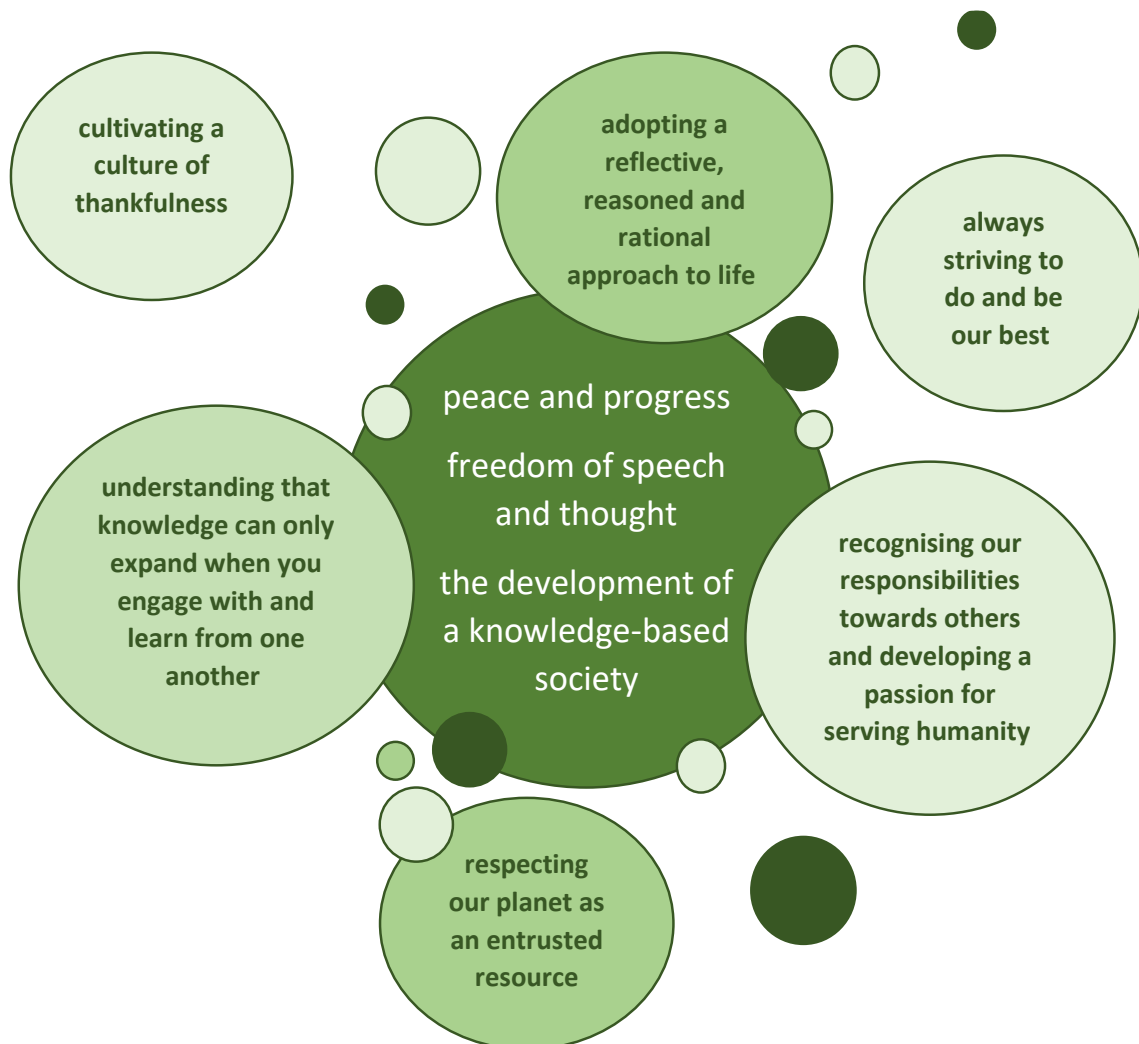 cultivating a
culture of
thankfulness
adopting a
reflective,
reasoned and
rational
approach to life
always
striving to
do and be
our best
peace and progress
freedom of speech
and thought
the development of
a knowledge-based
society
understanding that
knowledge can only
expand when you
engage with and
learn from one
another
recognising our
responsibilities
towards others
and developing a
passion for
serving humanity
respecting
our planet as
an entrusted
resource